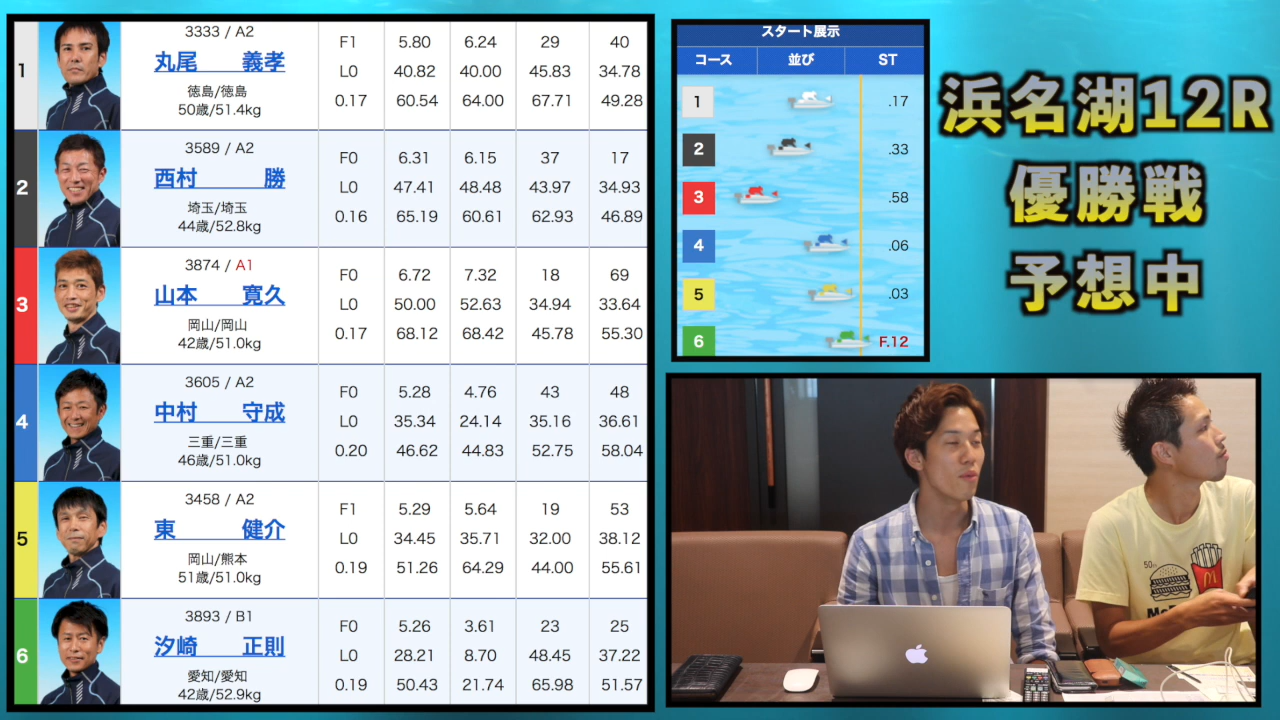 1
3333 / A2
丸尾 義孝
徳島/徳島
50歳/51.4kg
F1 5.80 6.24 29 40
L0 40.82 40.00 45.83 34.78
0.17 60.54 64.00 67.71 49.28
2
3589 / A2
西村 勝
埼玉/埼玉
44歳/52.8kg
F0 6.31 6.15 37 17
L0 47.41 48.48 43.97 34.93
0.16 65.19 60.61 62.93 46.89
3
3874 / A1
山本 寛久
岡山/岡山
42歳/51.0kg
F0 6.72 7.32 18 69
L0 50.00 52.63 34.94 33.64
0.17 68.12 68.42 45.78 55.30
4
3605 / A2
中村 守成
三重/三重
46歳/51.0kg
F0 5.28 4.76 43 48
L0 35.34 24.14 35.16 36.61
0.20 46.62 44.83 52.75 58.04
5
3458 / A2
東 健介
岡山/熊本
51歳/51.0kg
F1 5.29 5.64 19 53
L0 34.45 35.71 32.00 38.12
0.19 51.26 64.29 44.00 55.61
6
3893 / B1
汐崎 正則
愛知/愛知
42歳/52.9kg
F0 5.26 3.61 23 25
L0 28.21 8.70 48.45 37.22
0.19 50.43 21.74 65.98 51.57
スタート展示
コース 並び ST
1 .17
2 .33
3 .58
4 .06
5 .03
6 F.12
浜名湖12R
優勝戦
予想中
50th
M